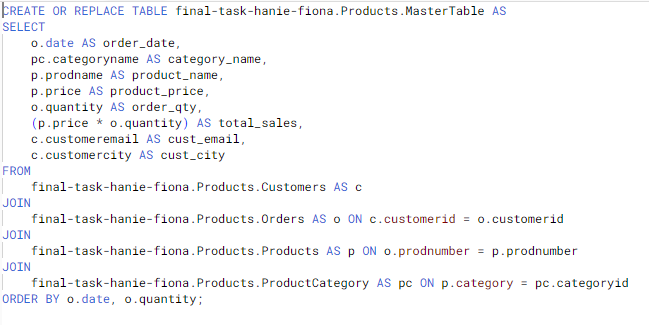 CREATE OR REPLACE TABLE final-task-hanie-fiona.Products.MasterTable AS
SELECT
    o.date AS order_date,
    pc.categoryname AS category_name,
    p.prodname AS product_name,
    p.price AS product_price,
    o.quantity AS order_qty,
    (p.price * o.quantity) AS total_sales,
    c.customeremail AS cust_email,
    c.customercity AS cust_city
FROM
    final-task-hanie-fiona.Products.Customers AS c
JOIN
    final-task-hanie-fiona.Products.Orders AS o ON c.customerid = o.customerid
JOIN
    final-task-hanie-fiona.Products.Products AS p ON o.prodnumber = p.prodnumber
JOIN
    final-task-hanie-fiona.Products.ProductCategory AS pc ON p.category = pc.categoryid
ORDER BY o.date, o.quantity;